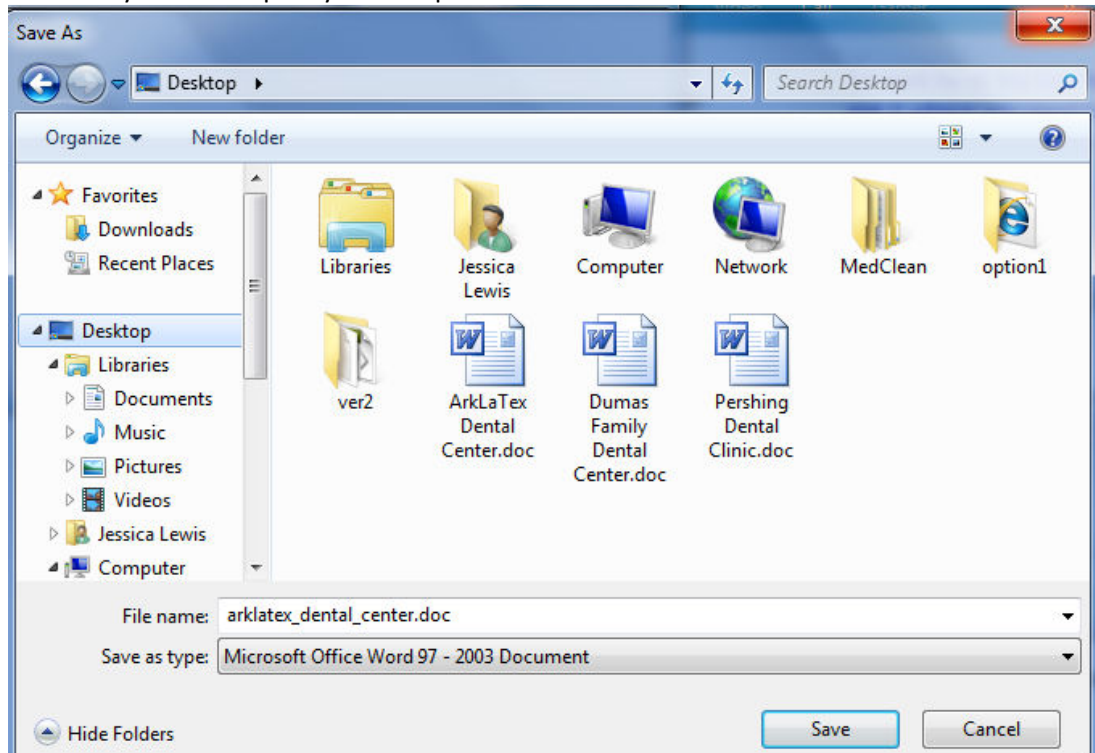 Save As
Desktop
Search Desktop
Organize
New folder
Favorites
Downloads
Recent Places
Desktop
Libraries
Documents
Music
Pictures
Videos
Jessica Lewis
Computer
Libraries
Jessica
Lewis
Computer
Network
MedClean
option1
ver2
ArkLaTex
Dental
Center.doc
Dumas
Family
Dental
Center.doc
Pershing
Dental
Clinic.doc
File name: arklatex_dental_center.doc
Save as type: Microsoft Office Word 97 - 2003 Document
Hide Folders
Save
Cancel